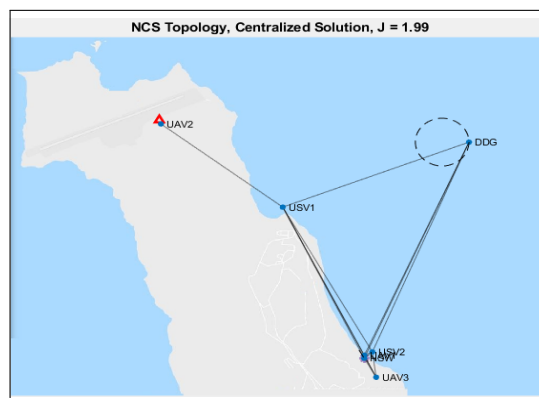 NCS Topology, Centralized Solution, J = 1.99
UAV2
DDG
USV1
USV2
UAV3